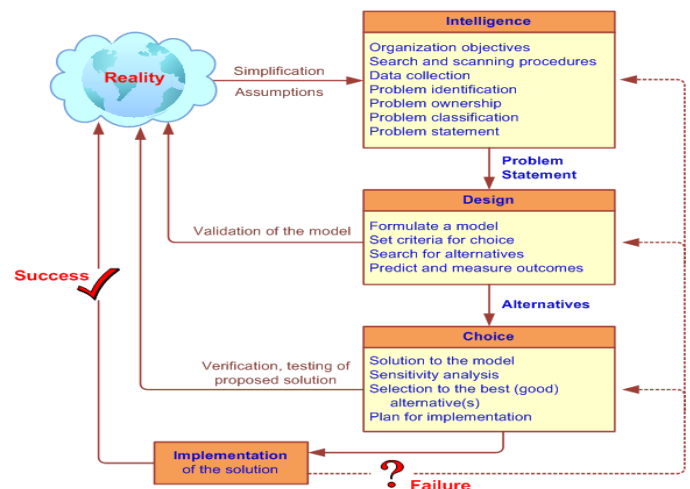 Intelligence
Organization objectives
Search and scanning procedures
Data collection
Problem identification
Problem ownership
Problem classification
Problem statement
Reality
Simplification
Assumptions
Problem
Statement
Design
Formulate a model
Set criteria for choice
Search for alternatives
Predict and measure outcomes
Validation of the model
Success
Alternatives
Choice
Solution to the model
Sensitivity analysis
Selection to the best (good)
alternative(s)
Plan for implementation
Verification, testing of
proposed solution
Implementation
of the solution
?
Failure